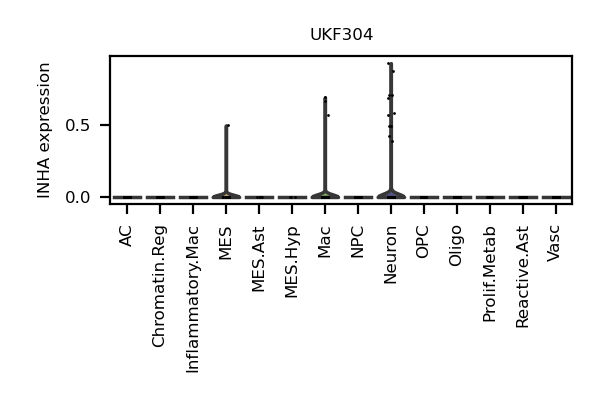 UKF304
INHA expression
0.5
0.0
AC
Chromatin.Reg
Inflammatory.Mac
MES
MES.Ast
MES.Hyp
Mac
NPC
Neuron
OPC
Oligo
Prolif.Metab
Reactive.Ast
Vasc